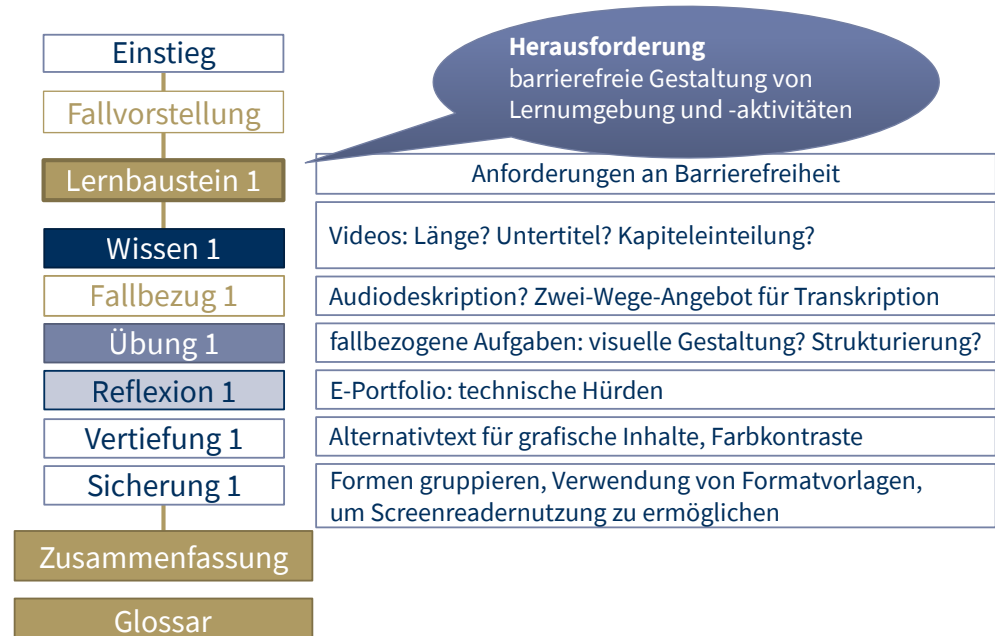 Einstieg
Herausforderung
barrierefreie Gestaltung von
Lernumgebung und -aktivitäten
Fallvorstellung
Lernbaustein 1
Anforderungen an Barrierefreiheit
Wissen 1
Videos: Länge? Untertitel? Kapiteleinteilung?
Fallbezug 1
Audiodeskription? Zwei-Wege-Angebot für Transkription
Übung 1
fallbezogene Aufgaben: visuelle Gestaltung? Strukturierung?
Reflexion 1
E-Portfolio: technische Hürden
Vertiefung 1
Alternativtext für grafische Inhalte, Farbkontraste
Sicherung 1
Formen gruppieren, Verwendung von Formatvorlagen,
um Screenreadernutzung zu ermöglichen
Zusammenfassung
Glossar